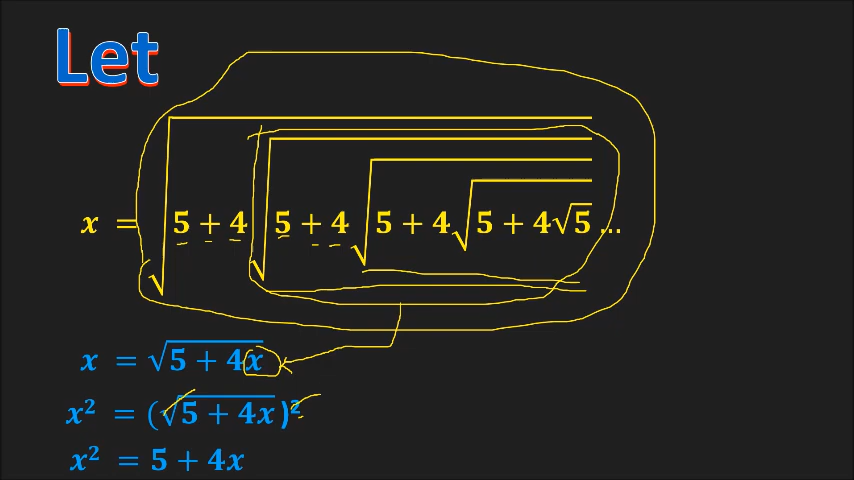 Let
x = √(5 + 4√(5 + 4√(5 + 4√(5 + 4√5 ...
x = √(5 + 4x)
x² = (√(5 + 4x))²
x² = 5 + 4x